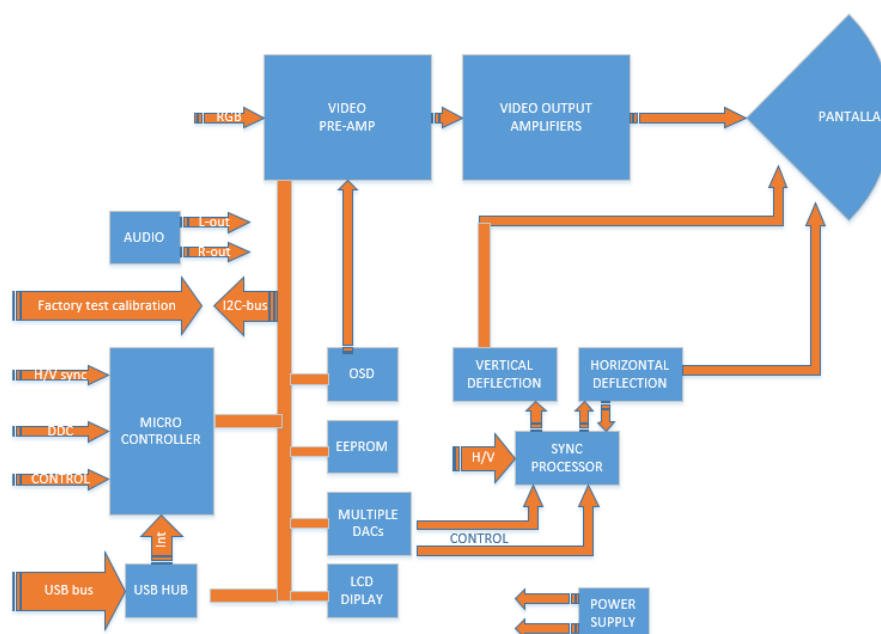 VIDEO
PRE-AMP
VIDEO OUTPUT
AMPLIFIERS
PANTALLA
RGB
AUDIO
L-out
R-out
Factory test calibration
I2C-bus
H/V sync
DDC
CONTROL
MICRO
CONTROLLER
OSD
EEPROM
MULTIPLE
DACs
LCD
DIPLAY
VERTICAL
DEFLECTION
HORIZONTAL
DEFLECTION
H/V
SYNC
PROCESSOR
CONTROL
Int
USB bus
USB HUB
POWER
SUPPLY